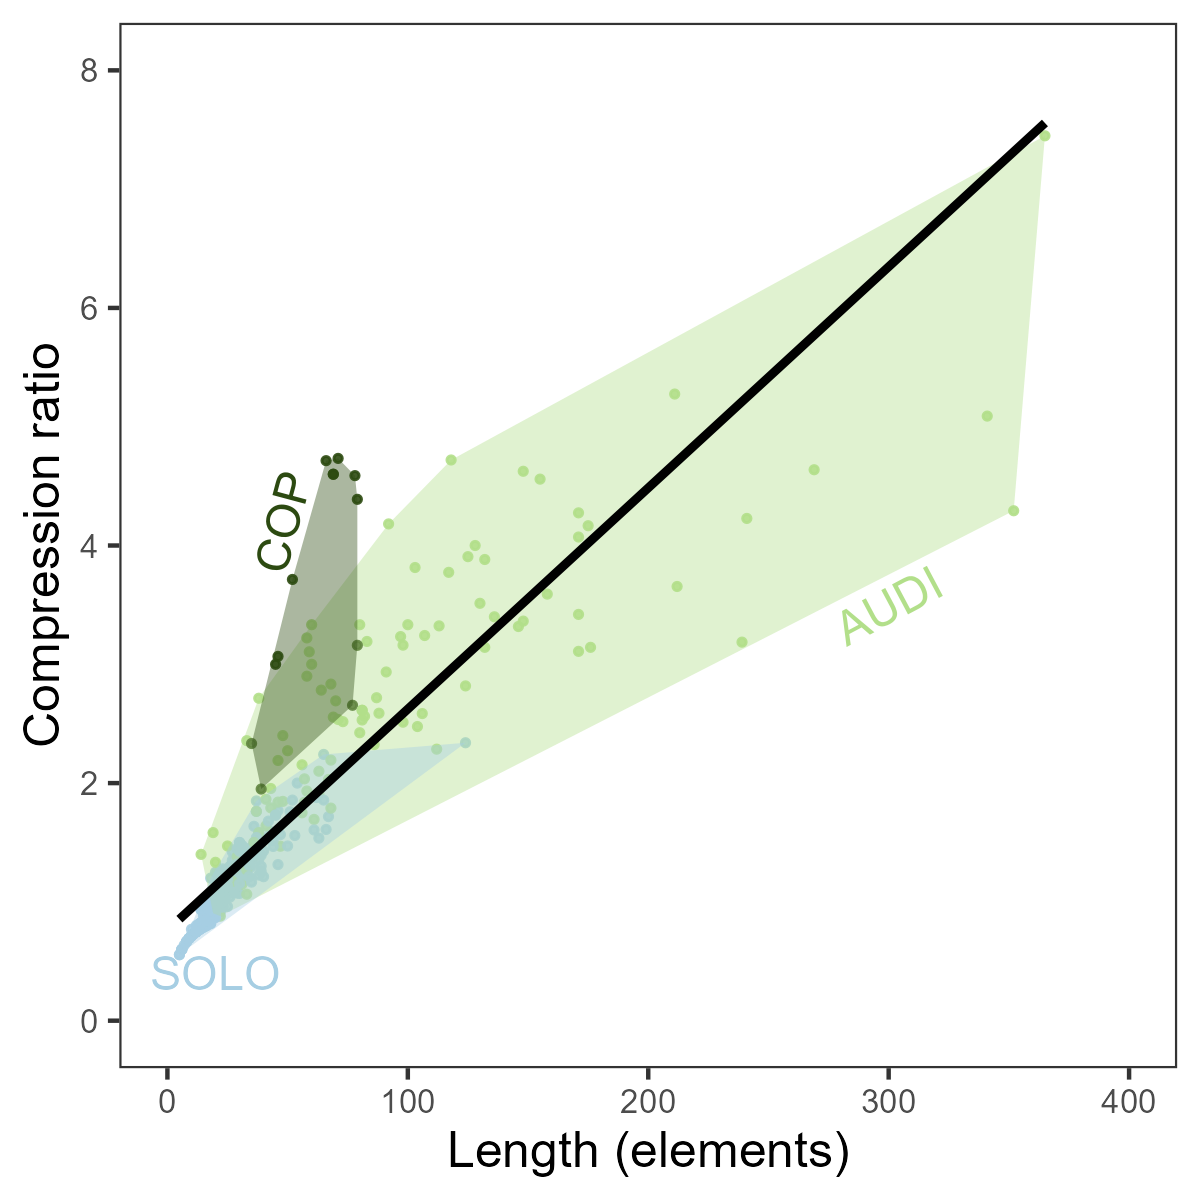 8
6
4
2
0
Compression ratio
COP
AUDI
SOLO
0 100 200 300 400
Length (elements)